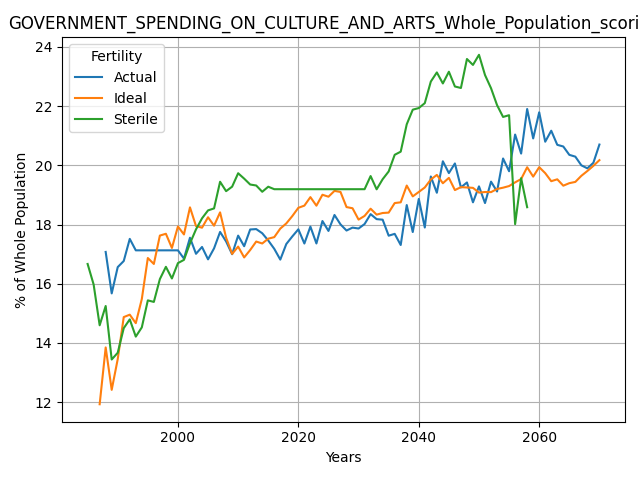 GOVERNMENT_SPENDING_ON_CULTURE_AND_ARTS_Whole_Population_scori
Fertility
Actual
Ideal
Sterile
% of Whole Population
24
22
20
18
16
14
12
2000
2020
2040
2060
Years